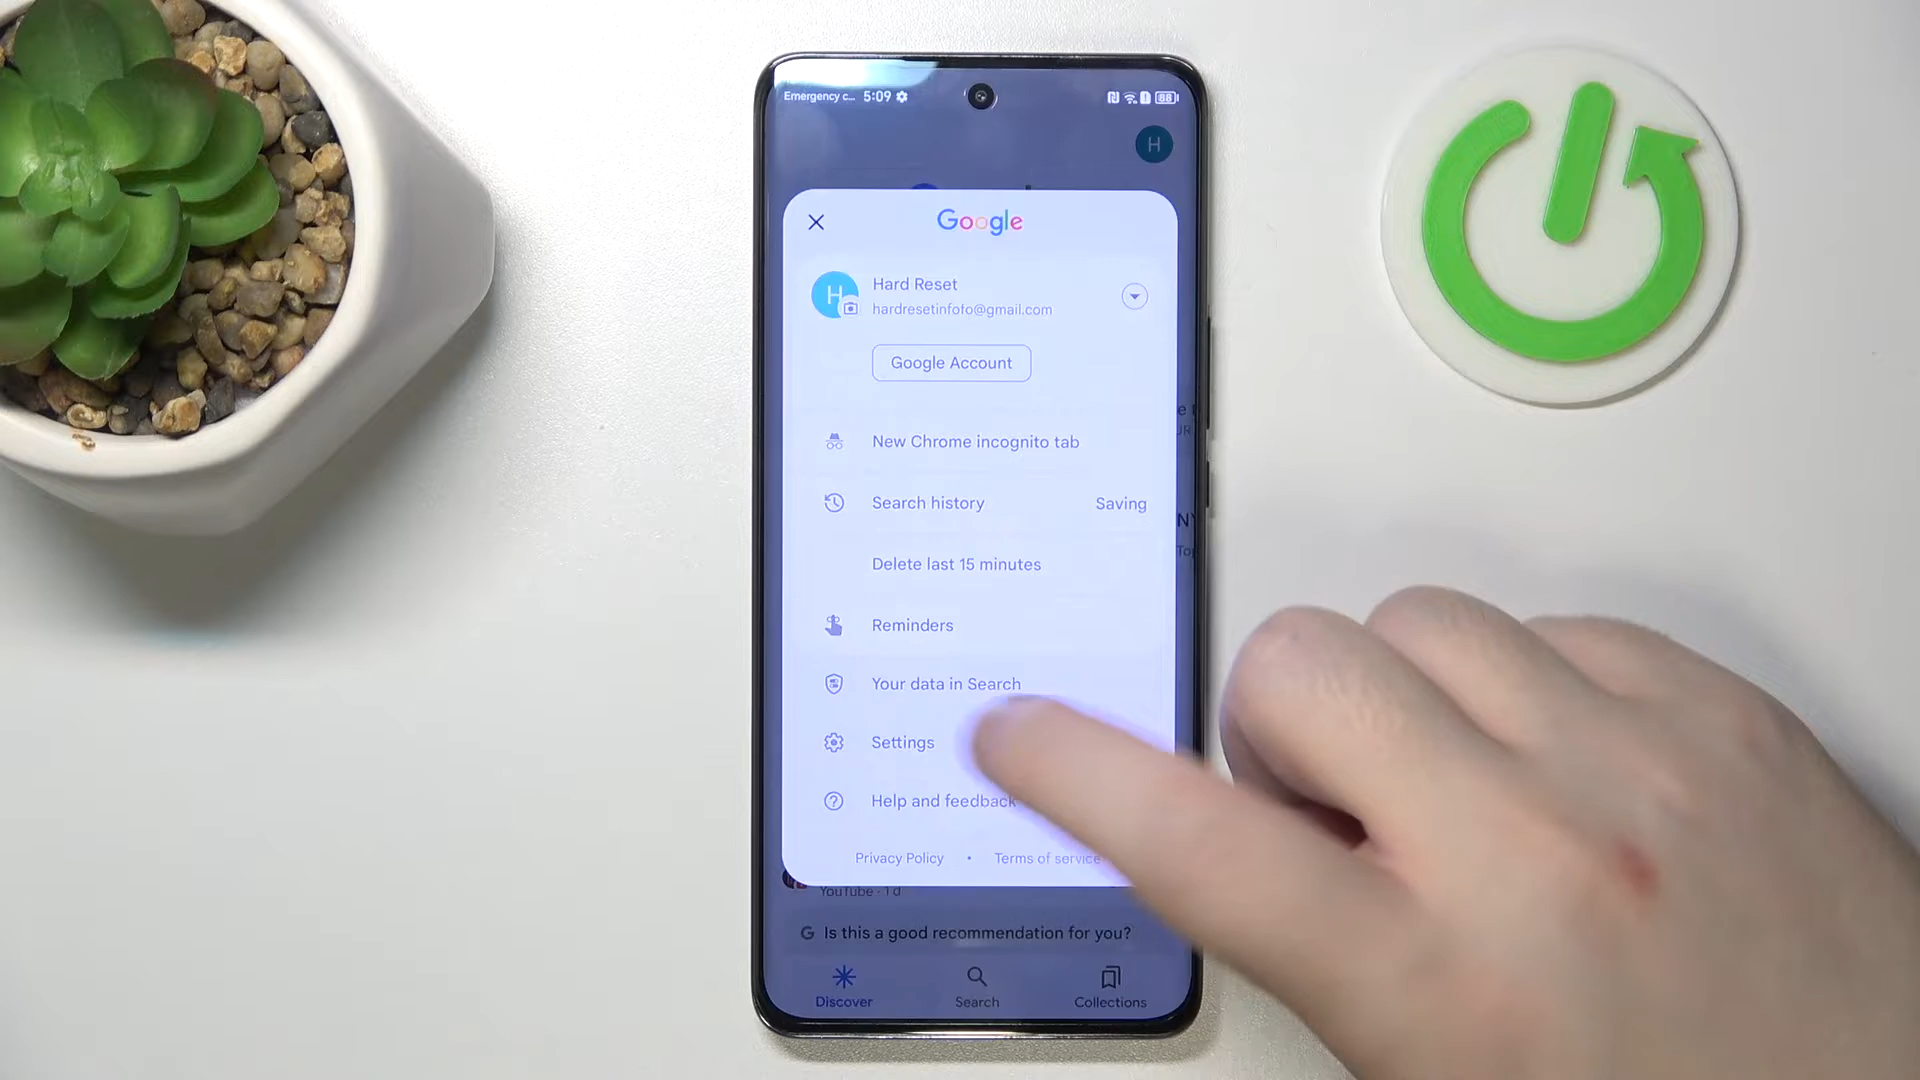 Emergency c... 5:09
88
H
Google
H
Hard Reset
hardresetinfofo@gmail.com
Google Account
New Chrome incognito tab
Search history Saving
Delete last 15 minutes
Reminders
Your data in Search
Settings
Help and feedback
Privacy Policy • Terms of service
YouTube · 1d
G Is this a good recommendation for you?
Discover Search Collections